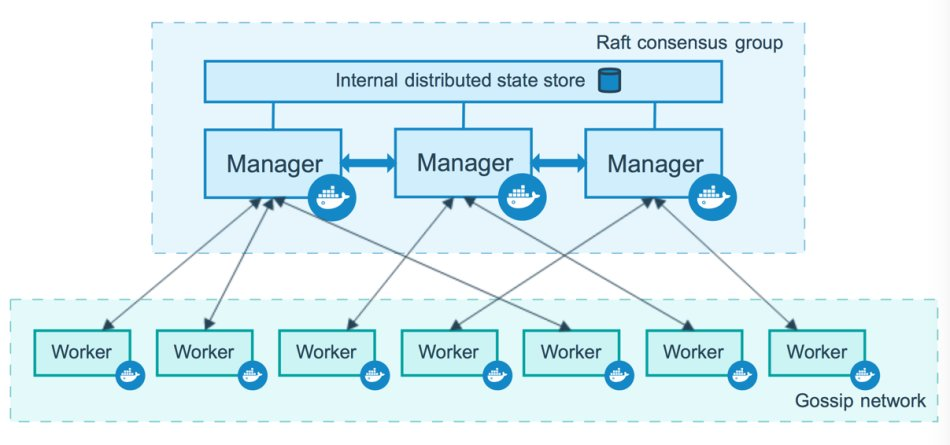 Raft consensus group
Internal distributed state store
Manager
Manager
Manager
Worker
Worker
Worker
Worker
Worker
Worker
Worker
Gossip network